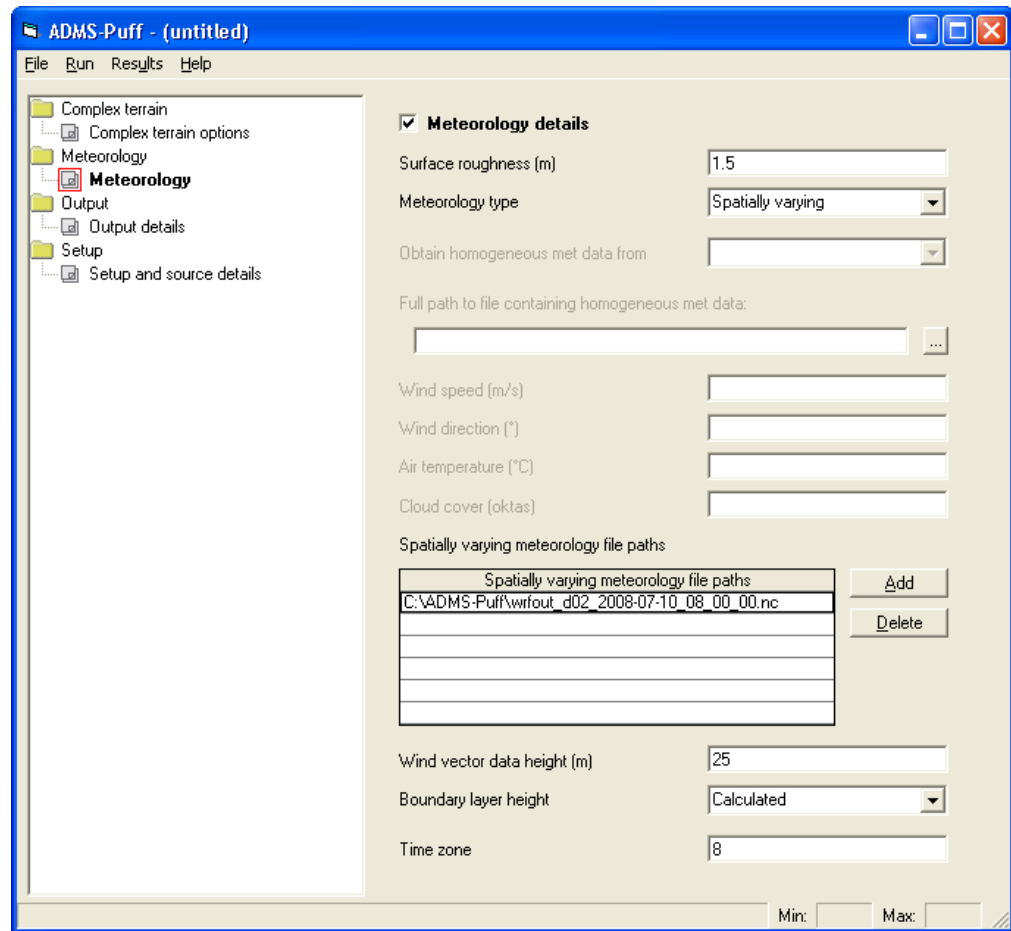 ADMS-Puff - (untitled)
File Run Results Help
Complex terrain
Complex terrain options
Meteorology
Meteorology
Output
Output details
Setup
Setup and source details
Meteorology details
Surface roughness (m) 1.5
Meteorology type Spatially varying
Obtain homogeneous met data from
Full path to file containing homogeneous met data:
...
Wind speed (m/s)
Wind direction (°)
Air temperature (°C)
Cloud cover (oktas)
Spatially varying meteorology file paths
Spatially varying meteorology file paths
C:\ADMS-Puff\wrfout_d02_2008-07-10_08_00_00.nc
Add
Delete
Wind vector data height (m) 25
Boundary layer height Calculated
Time zone 8
Min: Max: